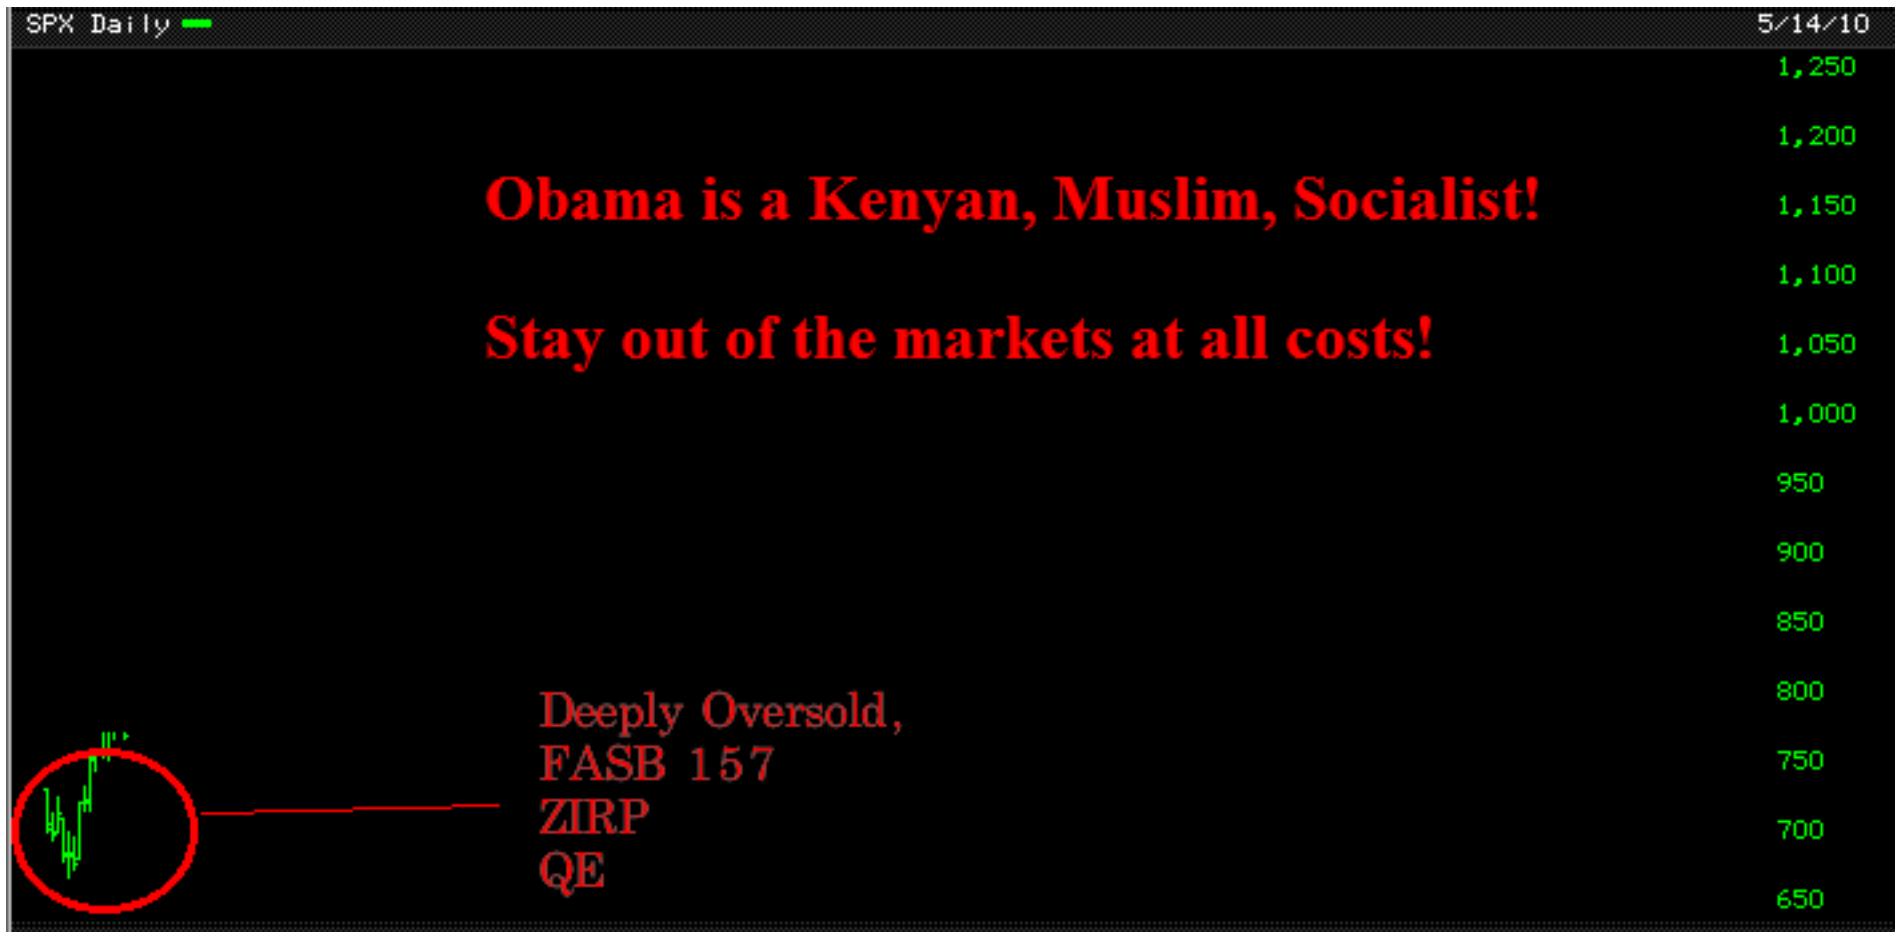 SPX Daily 5/14/10
1,250
1,200
Obama is a Kenyan, Muslim, Socialist!
1,150
1,100
Stay out of the markets at all costs!
1,050
1,000
950
900
850
800
Deeply Oversold,
FASB 157
750
ZIRP
700
QE
650